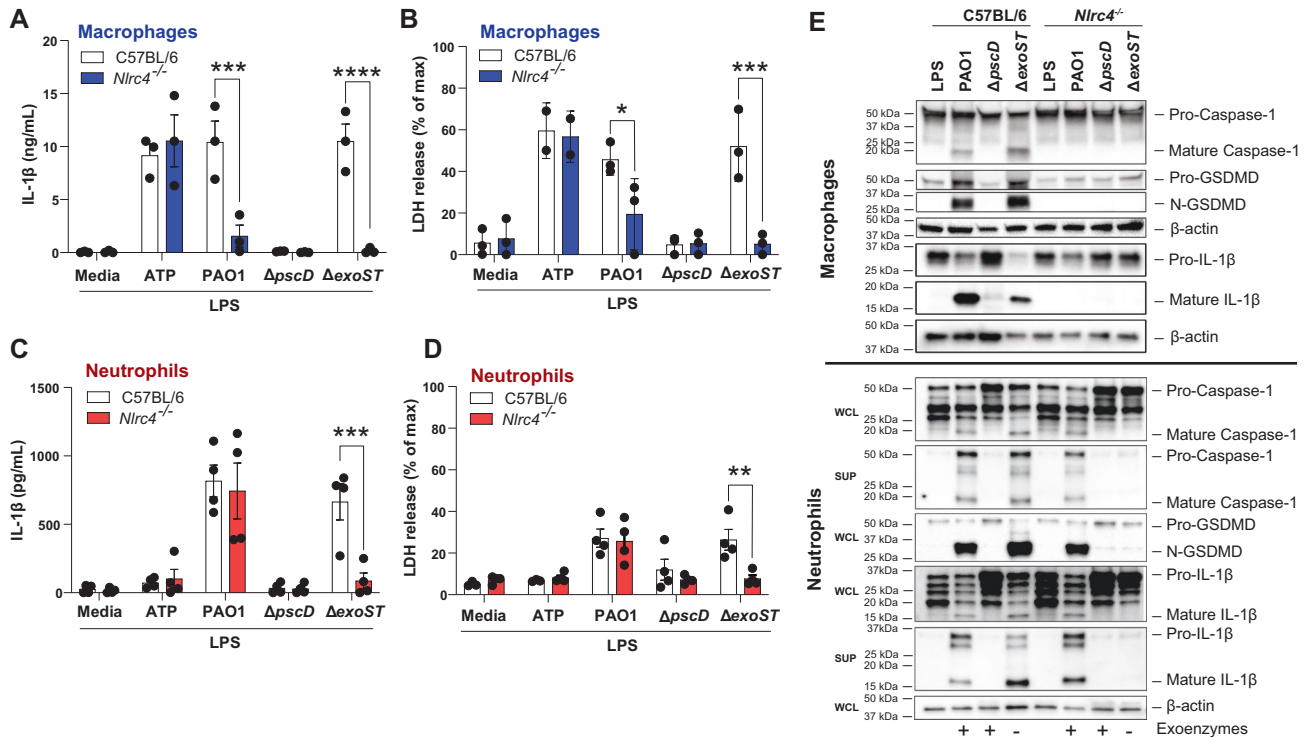 A
Macrophages
C57BL/6
Nlrc4-/-
IL-1β (ng/mL)
20
15
10
5
0
***
****
Media
ATP
PAO1
ΔpscD
ΔexoST
LPS
B
Macrophages
C57BL/6
Nlrc4-/-
LDH release (% of max)
100
80
60
40
20
0
*
***
Media
ATP
PAO1
ΔpscD
ΔexoST
LPS
C
Neutrophils
C57BL/6
Nlrc4-/-
IL-1β (pg/mL)
1500
1000
500
0
***
Media
ATP
PAO1
ΔpscD
ΔexoST
LPS
D
Neutrophils
C57BL/6
Nlrc4-/-
LDH release (% of max)
100
80
60
40
20
0
**
Media
ATP
PAO1
ΔpscD
ΔexoST
LPS
E
C57BL/6 Nlrc4-/-
LPS PAO1 ΔpscD ΔexoST LPS PAO1 ΔpscD ΔexoST
Macrophages
50 kDa Pro-Caspase-1
37 kDa
25 kDa
20 kDa Mature Caspase-1
50 kDa Pro-GSDMD
37 kDa
37 kDa N-GSDMD
25 kDa
50 kDa β-actin
37 kDa
37 kDa Pro-IL-1β
25 kDa
20 kDa
15 kDa Mature IL-1β
50 kDa
37 kDa β-actin
Neutrophils
50 kDa Pro-Caspase-1
WCL
25 kDa
20 kDa Mature Caspase-1
50 kDa Pro-Caspase-1
SUP
25 kDa
20 kDa Mature Caspase-1
50 kDa Pro-GSDMD
WCL
37 kDa
25 kDa N-GSDMD
37kDa Pro-IL-1β
25 kDa
WCL
20 kDa
15 kDa Mature IL-1β
37kDa Pro-IL-1β
25 kDa
SUP
20 kDa
15 kDa Mature IL-1β
50 kDa
WCL β-actin
37 kDa
+ + - + + - Exoenzymes